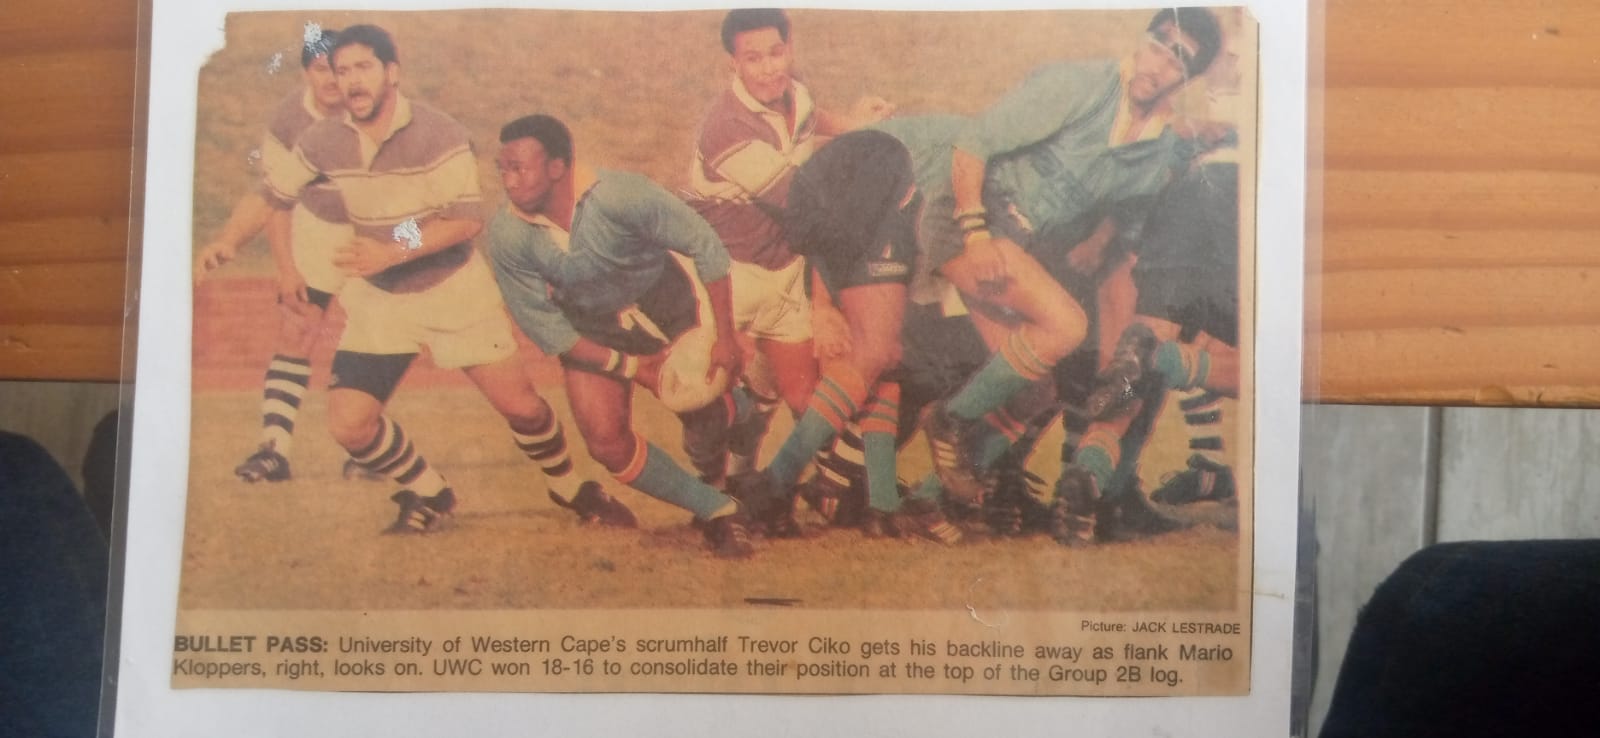 Picture: JACK LESTRADE
BULLET PASS: University of Western Cape's scrumhalf Trevor Ciko gets his backline away as flank Mario
Kloppers, right, looks on. UWC won 18-16 to consolidate their position at the top of the Group 2B log.